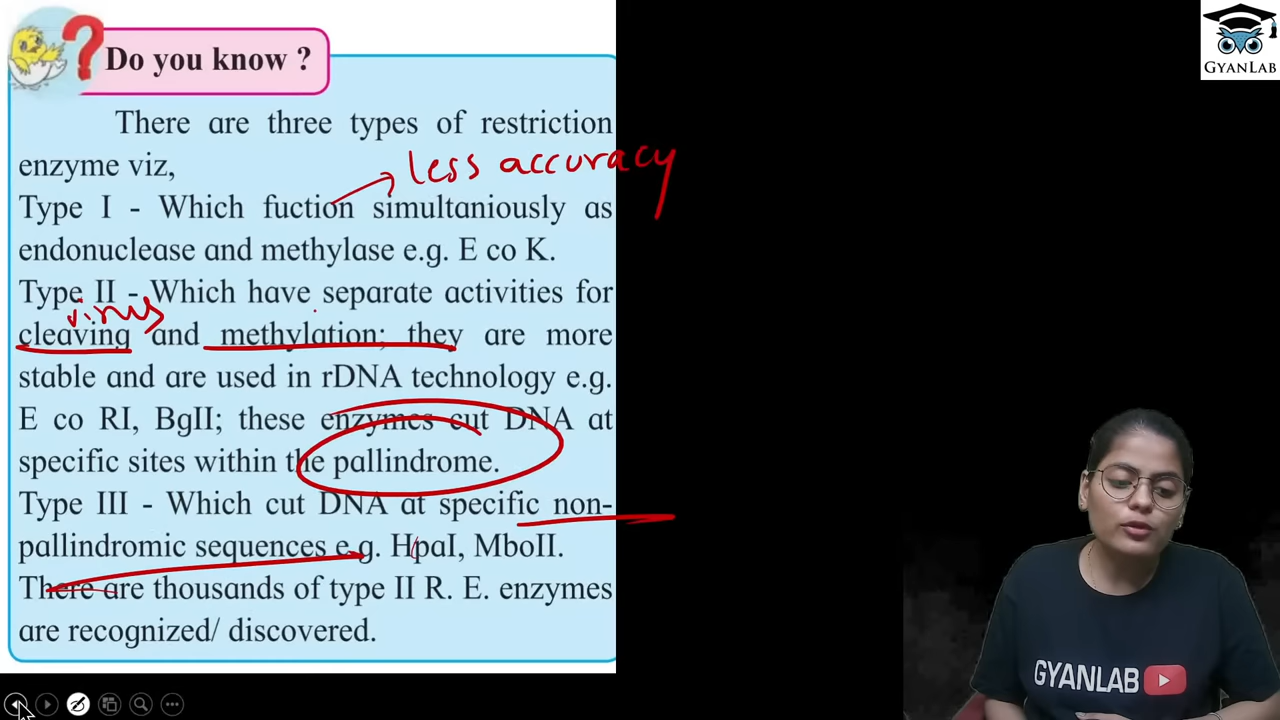 Do you know ?
GYANLAB
There are three types of restriction
enzyme viz,
less accuracy
Type I - Which fuction simultaniously as
endonuclease and methylase e.g. E co K.
Type II - Which have separate activities for
virus
cleaving and methylation; they are more
stable and are used in rDNA technology e.g.
E co RI, BgII; these enzymes cut DNA at
specific sites within the pallindrome.
Type III - Which cut DNA at specific non-
pallindromic sequences e.g. HpaI, MboII.
There are thousands of type II R. E. enzymes
are recognized/ discovered.
GYANLAB